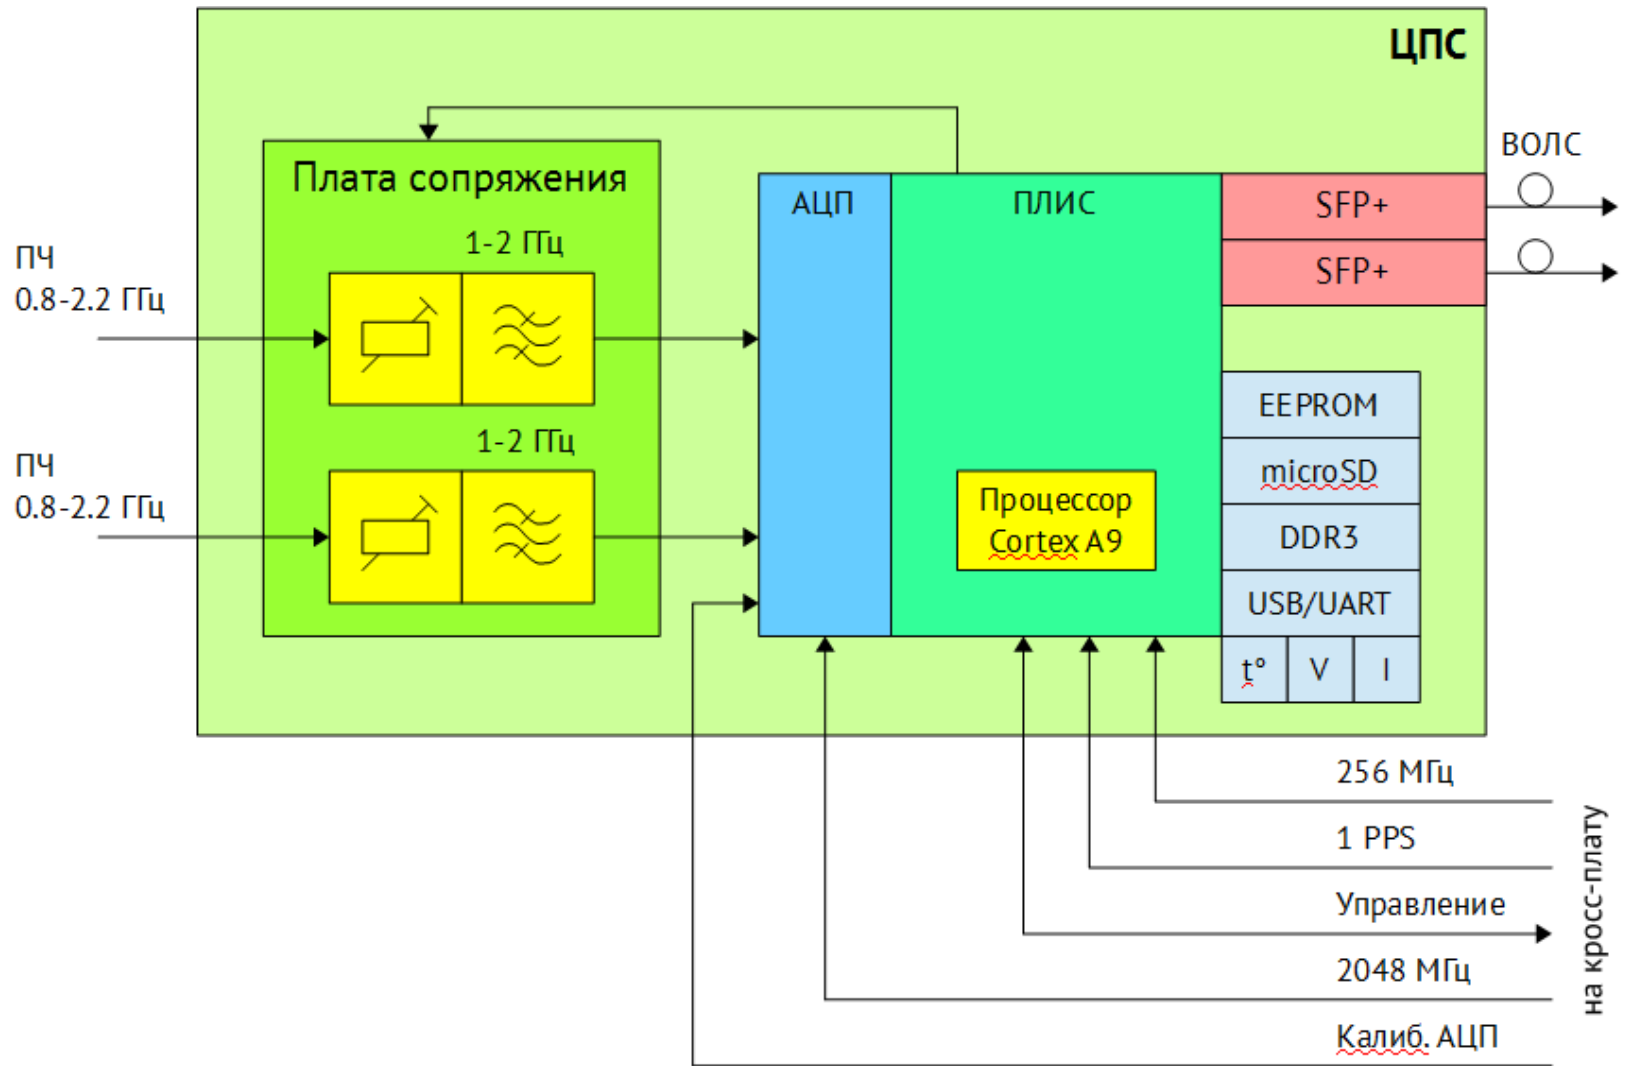 ЦПС
ВОЛС
Плата сопряжения
АЦП
ПЛИС
SFP+
SFP+
1-2 ГГц
ПЧ
0.8-2.2 ГГц
EEPROM
1-2 ГГц
ПЧ
0.8-2.2 ГГц
microSD
Процессор
Cortex A9
DDR3
USB/UART
t° V I
256 МГц
1 PPS
Управление
2048 МГц
Калиб. АЦП
на кросс-плату